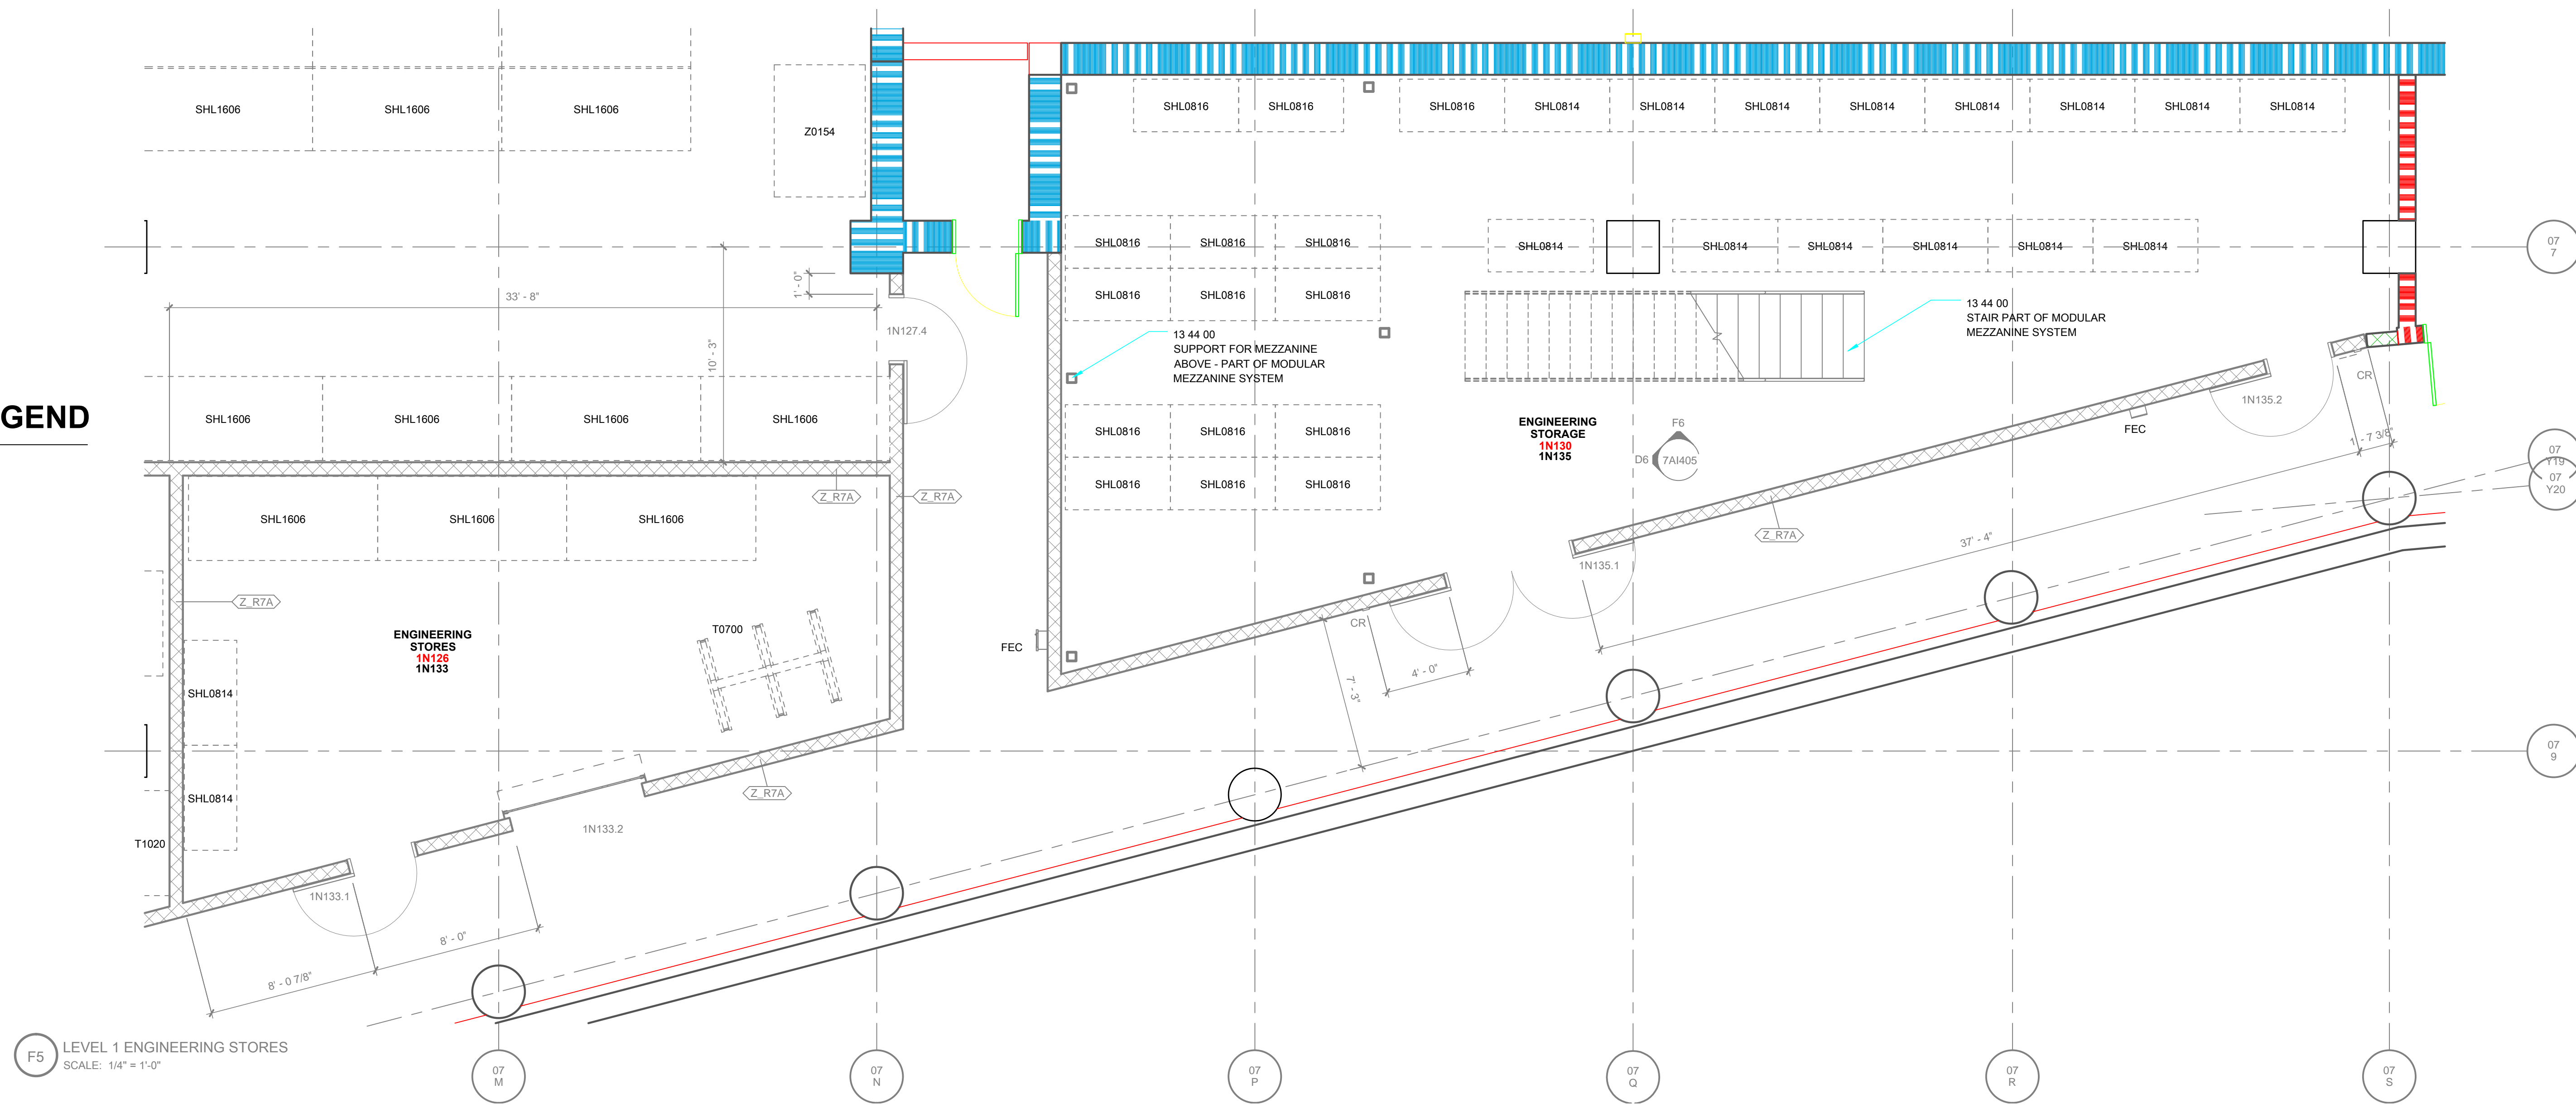 SHL1606 SHL1606 SHL1606
Z0154
SHL0816 SHL0816
SHL0816 SHL0814 SHL0814 SHL0814 SHL0814 SHL0814 SHL0814 SHL0814 SHL0814
SHL0816 SHL0816 SHL0816
SHL0814
SHL0814 SHL0814 SHL0814 SHL0814 SHL0814
07
7
33' - 8"
1' - 0"
10' - 3"
SHL0816 SHL0816 SHL0816
1N127.4
13 44 00
SUPPORT FOR MEZZANINE
ABOVE - PART OF MODULAR
MEZZANINE SYSTEM
13 44 00
STAIR PART OF MODULAR
MEZZANINE SYSTEM
GEND
SHL1606 SHL1606 SHL1606 SHL1606
SHL0816 SHL0816 SHL0816
SHL0816 SHL0816 SHL0816
ENGINEERING
STORAGE
1N130
1N135
F6
D6
7AI405
CR
1N135.2
FEC
07
Y19
07
Y20
Z_R7A
Z_R7A
SHL1606 SHL1606 SHL1606
Z_R7A
37' - 4"
1N135.1
Z_R7A
ENGINEERING
STORES
1N126
1N133
T0700
FEC
CR
4' - 0"
7' - 3"
SHL0814
SHL0814
T1020
Z_R7A
1N133.2
1N133.1
8' - 0"
8' - 0 7/8"
07
9
F5
LEVEL 1 ENGINEERING STORES
SCALE: 1/4" = 1'-0"
07
M
07
N
07
P
07
Q
07
R
07
S